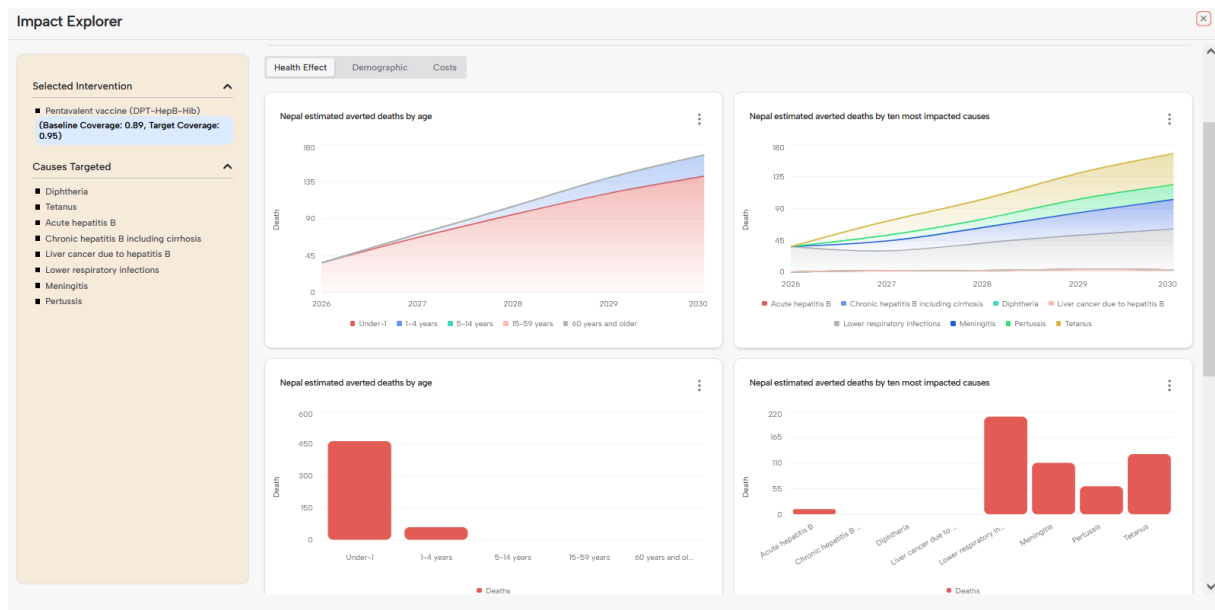 Impact Explorer
Selected Intervention
Pentavalent vaccine (DPT-HepB-Hib)
(Baseline Coverage: 0.89, Target Coverage:
0.95)
Causes Targeted
Diphtheria
Tetanus
Acute hepatitis B
Chronic hepatitis B including cirrhosis
Liver cancer due to hepatitis B
Lower respiratory infections
Meningitis
Pertussis
Health Effect Demographic Costs
Nepal estimated averted deaths by age
180
135
90
45
0
Death
2026 2027 2028 2029 2030
Under-1 1-4 years 5-14 years 15-59 years 60 years and older
Nepal estimated averted deaths by ten most impacted causes
180
135
90
45
0
Death
2026 2027 2028 2029 2030
Acute hepatitis B Chronic hepatitis B including cirrhosis Diphtheria Liver cancer due to hepatitis B
Lower respiratory infections Meningitis Pertussis Tetanus
Nepal estimated averted deaths by age
600
450
300
150
0
Death
Under-1 1-4 years 5-14 years 15-59 years 60 years and ol...
Deaths
Nepal estimated averted deaths by ten most impacted causes
220
165
110
55
0
Death
Acute hepatitis B Chronic hepatitis B ... Diphtheria Liver cancer due to ... Lower respiratory in... Meningitis Pertussis Tetanus
Deaths